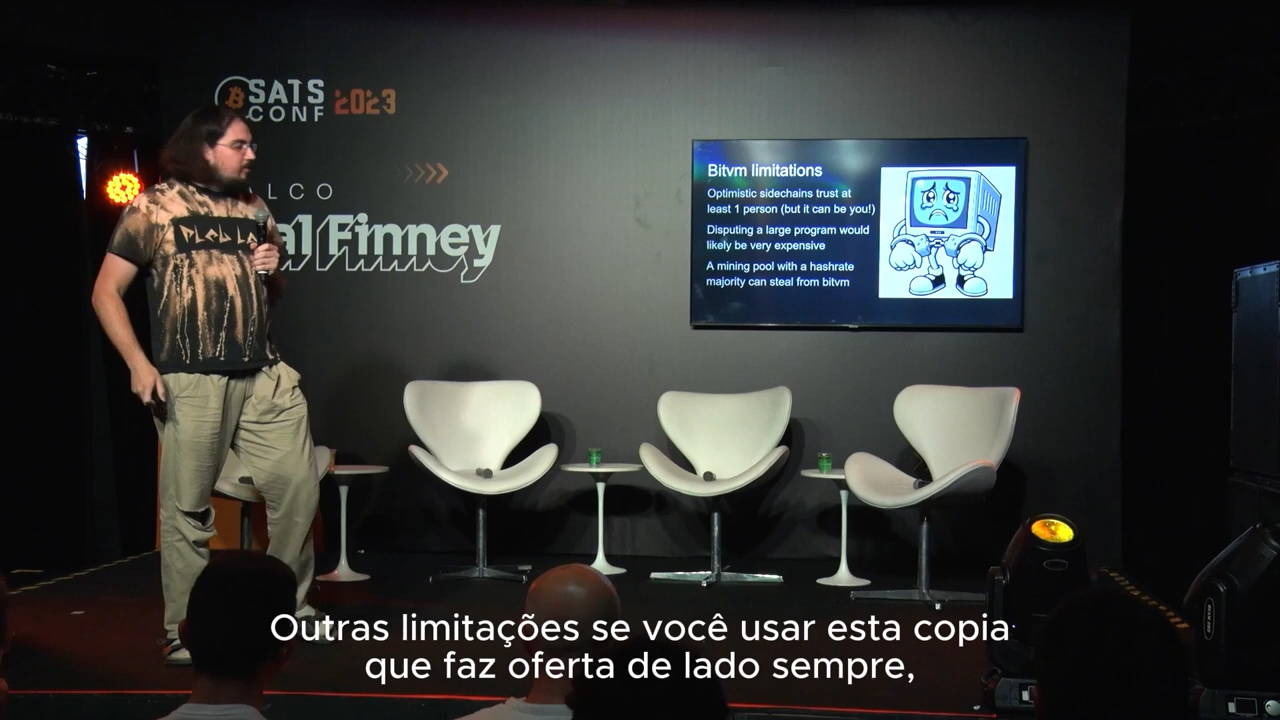 SATS
CONF
2023
LCO
al Finney
Bitvm limitations
Optimistic sidechains trust at
least 1 person (but it can be you!)
Disputing a large program would
likely be very expensive
A mining pool with a hashrate
majority can steal from bitvm
Outras limitações se você usar esta copia
que faz oferta de lado sempre,